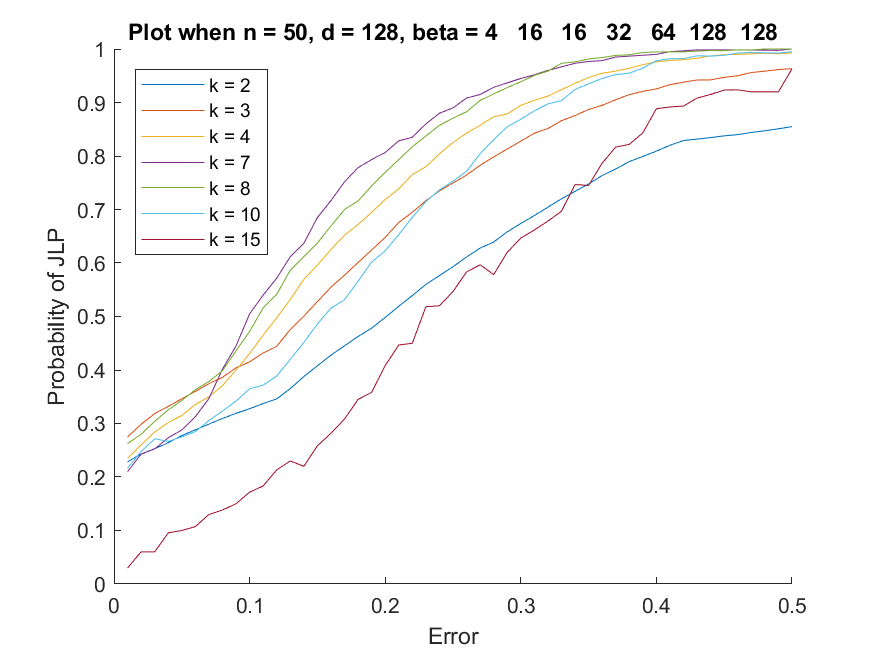 Plot when n = 50, d = 128, beta = 4 16 16 32 64 128 128
1
0.9
0.8
0.7
0.6
0.5
0.4
0.3
0.2
0.1
0
k = 2
k = 3
k = 4
k = 7
k = 8
k = 10
k = 15
Probability of JLP
0 0.1 0.2 0.3 0.4 0.5
Error